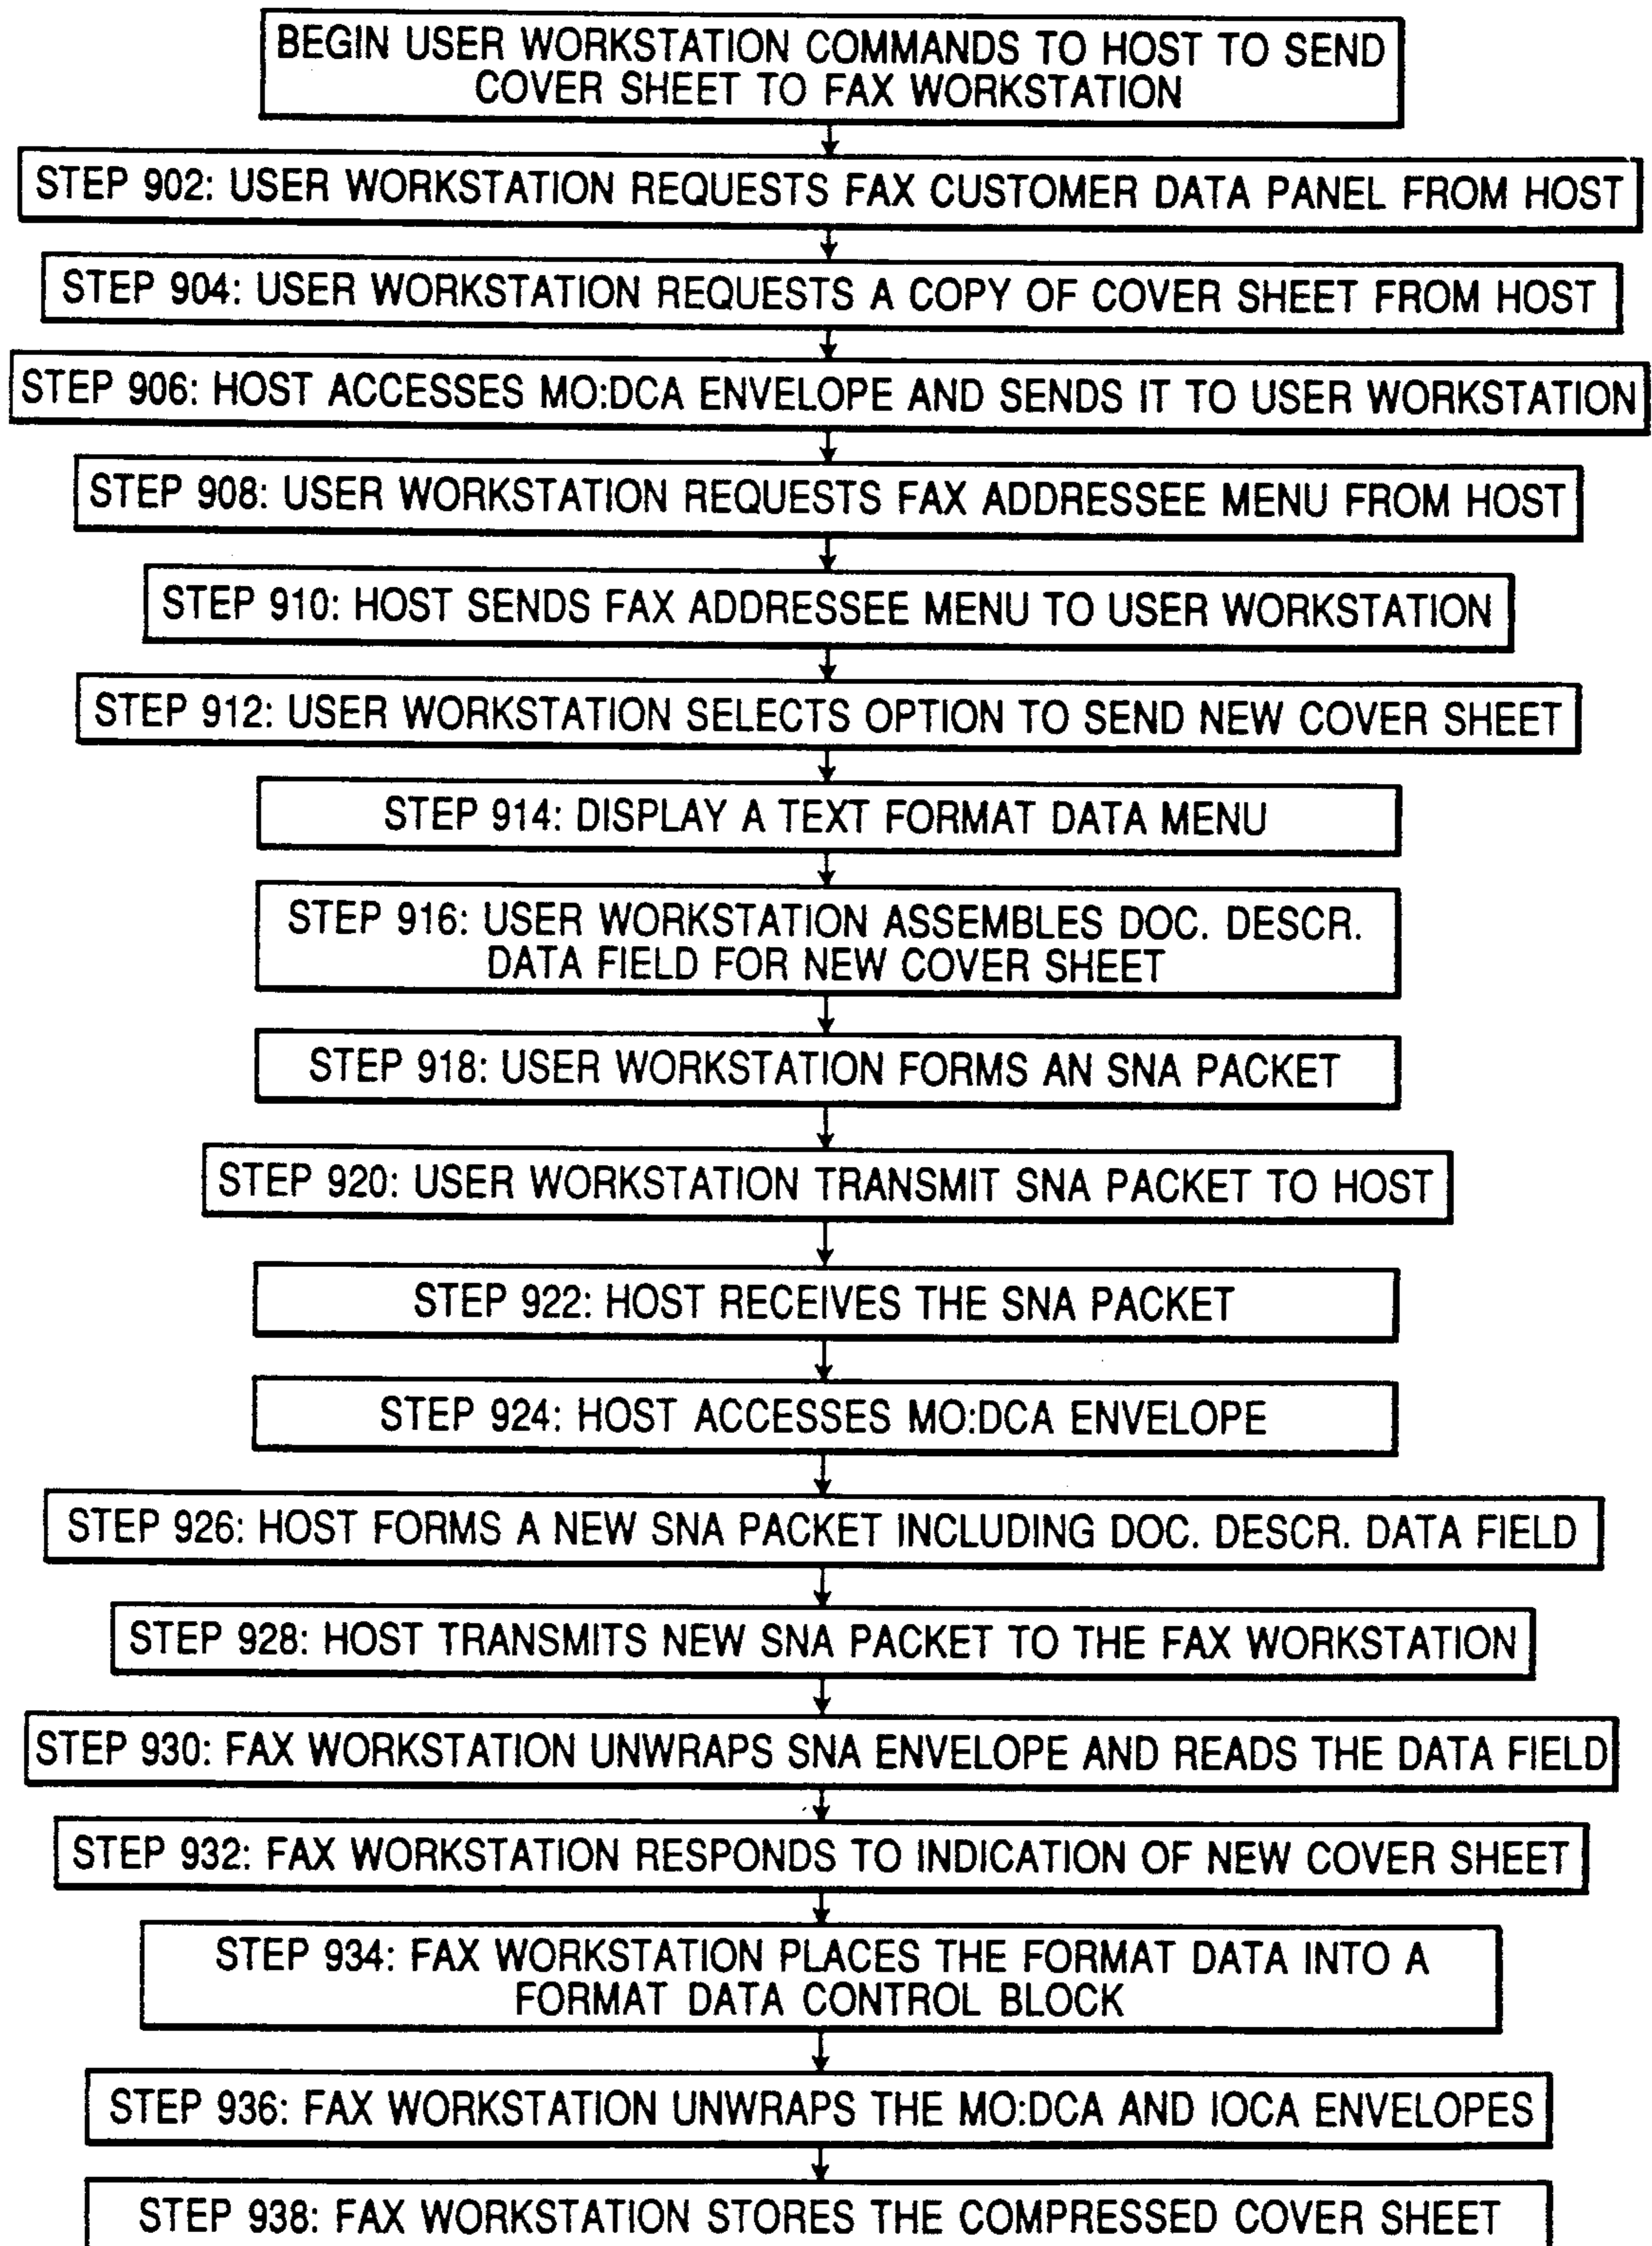 BEGIN USER WORKSTATION COMMANDS TO HOST TO SEND
COVER SHEET TO FAX WORKSTATION
STEP 902: USER WORKSTATION REQUESTS FAX CUSTOMER DATA PANEL FROM HOST
STEP 904: USER WORKSTATION REQUESTS A COPY OF COVER SHEET FROM HOST
STEP 906: HOST ACCESSES MO:DCA ENVELOPE AND SENDS IT TO USER WORKSTATION
STEP 908: USER WORKSTATION REQUESTS FAX ADDRESSEE MENU FROM HOST
STEP 910: HOST SENDS FAX ADDRESSEE MENU TO USER WORKSTATION
STEP 912: USER WORKSTATION SELECTS OPTION TO SEND NEW COVER SHEET
STEP 914: DISPLAY A TEXT FORMAT DATA MENU
STEP 916: USER WORKSTATION ASSEMBLES DOC. DESCR.
DATA FIELD FOR NEW COVER SHEET
STEP 918: USER WORKSTATION FORMS AN SNA PACKET
STEP 920: USER WORKSTATION TRANSMIT SNA PACKET TO HOST
STEP 922: HOST RECEIVES THE SNA PACKET
STEP 924: HOST ACCESSES MO:DCA ENVELOPE
STEP 926: HOST FORMS A NEW SNA PACKET INCLUDING DOC. DESCR. DATA FIELD
STEP 928: HOST TRANSMITS NEW SNA PACKET TO THE FAX WORKSTATION
STEP 930: FAX WORKSTATION UNWRAPS SNA ENVELOPE AND READS THE DATA FIELD
STEP 932: FAX WORKSTATION RESPONDS TO INDICATION OF NEW COVER SHEET
STEP 934: FAX WORKSTATION PLACES THE FORMAT DATA INTO A
FORMAT DATA CONTROL BLOCK
STEP 936: FAX WORKSTATION UNWRAPS THE MO:DCA AND IOCA ENVELOPES
STEP 938: FAX WORKSTATION STORES THE COMPRESSED COVER SHEET